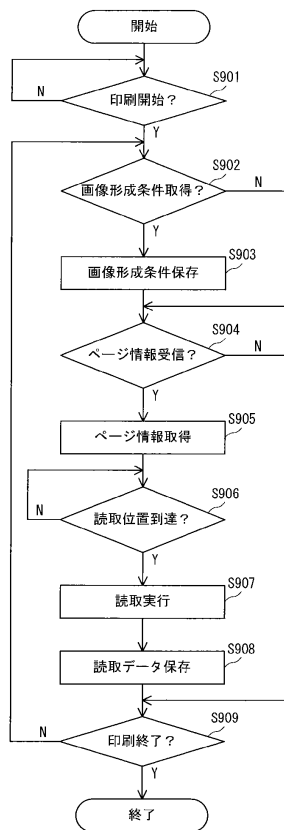 開始
S901
印刷開始？
N
Y
S902
画像形成条件取得？
N
Y
S903
画像形成条件保存
S904
ページ情報受信？
N
Y
S905
ページ情報取得
S906
読取位置到達？
N
Y
S907
読取実行
S908
読取データ保存
S909
印刷終了？
N
Y
終了